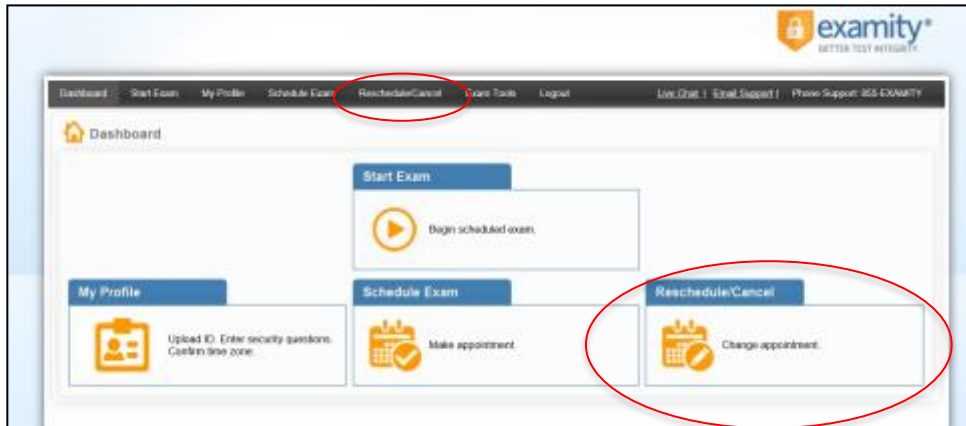 examity®
BETTER TEST INTEGRITY
Dashboard Start Exam My Profile Schedule Exam Reschedule/Cancel Exam Tools Logout Live Chat | Email Support | Phone Support: 855-EXAMITY
Dashboard
Start Exam
Begin scheduled exam.
My Profile
Upload ID. Enter security questions.
Confirm time zone.
Schedule Exam
Make appointment.
Reschedule/Cancel
Change appointment.